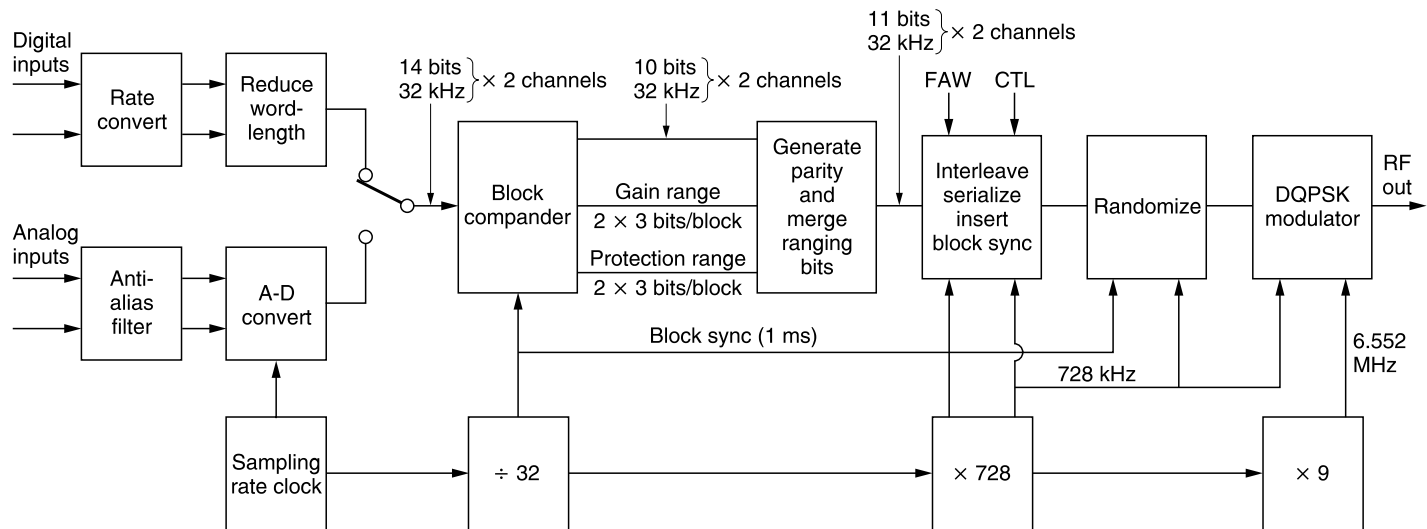 Digital
inputs
Rate
convert
Reduce
word-
length
14 bits
32 kHz
× 2 channels
10 bits
32 kHz
× 2 channels
11 bits
32 kHz
× 2 channels
FAW
CTL
Block
compander
Gain range
2 × 3 bits/block
Protection range
2 × 3 bits/block
Generate
parity
and
merge
ranging
bits
Interleave
serialize
insert
block sync
Randomize
DQPSK
modulator
RF
out
Analog
inputs
Anti-
alias
filter
A-D
convert
Block sync (1 ms)
728 kHz
6.552
MHz
Sampling
rate clock
÷ 32
× 728
× 9